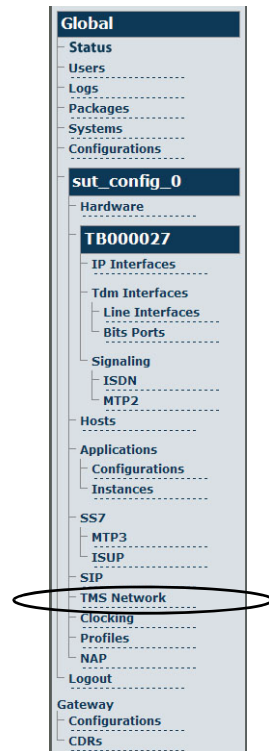 Global
Status
Users
Logs
Packages
Systems
Configurations
sut_config_0
Hardware
TB000027
IP Interfaces
Tdm Interfaces
Line Interfaces
Bits Ports
Signaling
ISDN
MTP2
Hosts
Applications
Configurations
Instances
SS7
MTP3
ISUP
SIP
TMS Network
Clocking
Profiles
NAP
Logout
Gateway
Configurations
CDRs